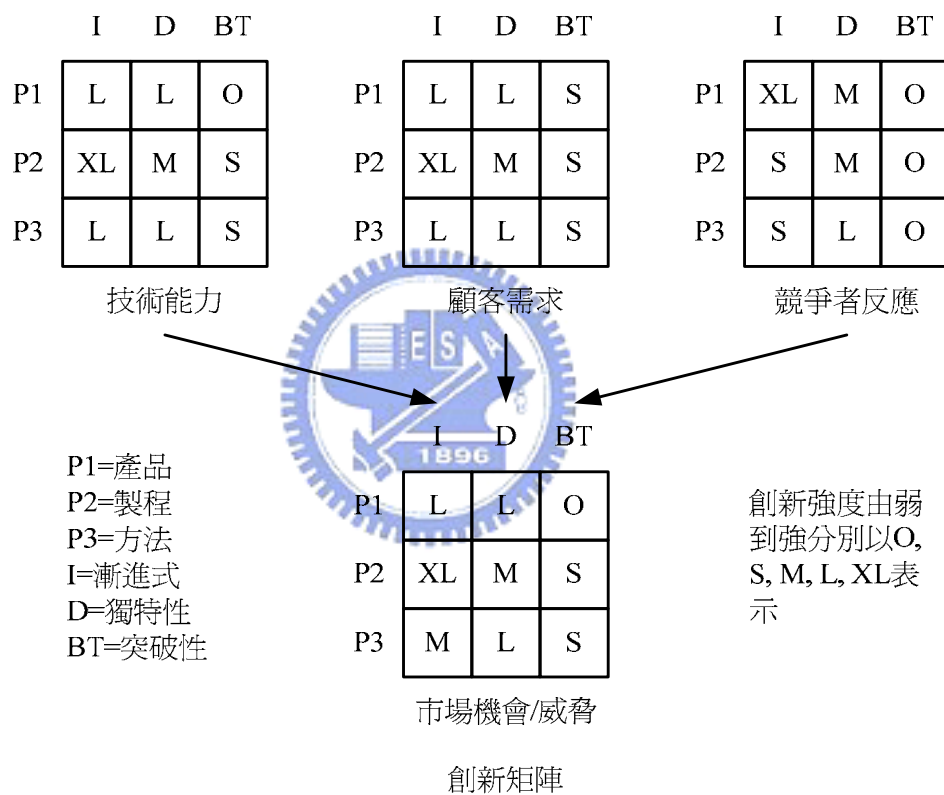 I D BT I D BT I D BT
P1 L L O P1 L L S P1 XL M O
P2 XL M S P2 XL M S P2 S M O
P3 L L S P3 L L S P3 S L O
技術能力 顧客需求 競爭者反應
E S A
I D BT
1896
P1 L L O
P2 XL M S
P3 M L S
P1=產品
P2=製程
P3=方法
I=漸進式
D=獨特性
BT=突破性
創新強度由弱
到強分別以O,
S, M, L, XL表
示
市場機會/威脅
創新矩陣